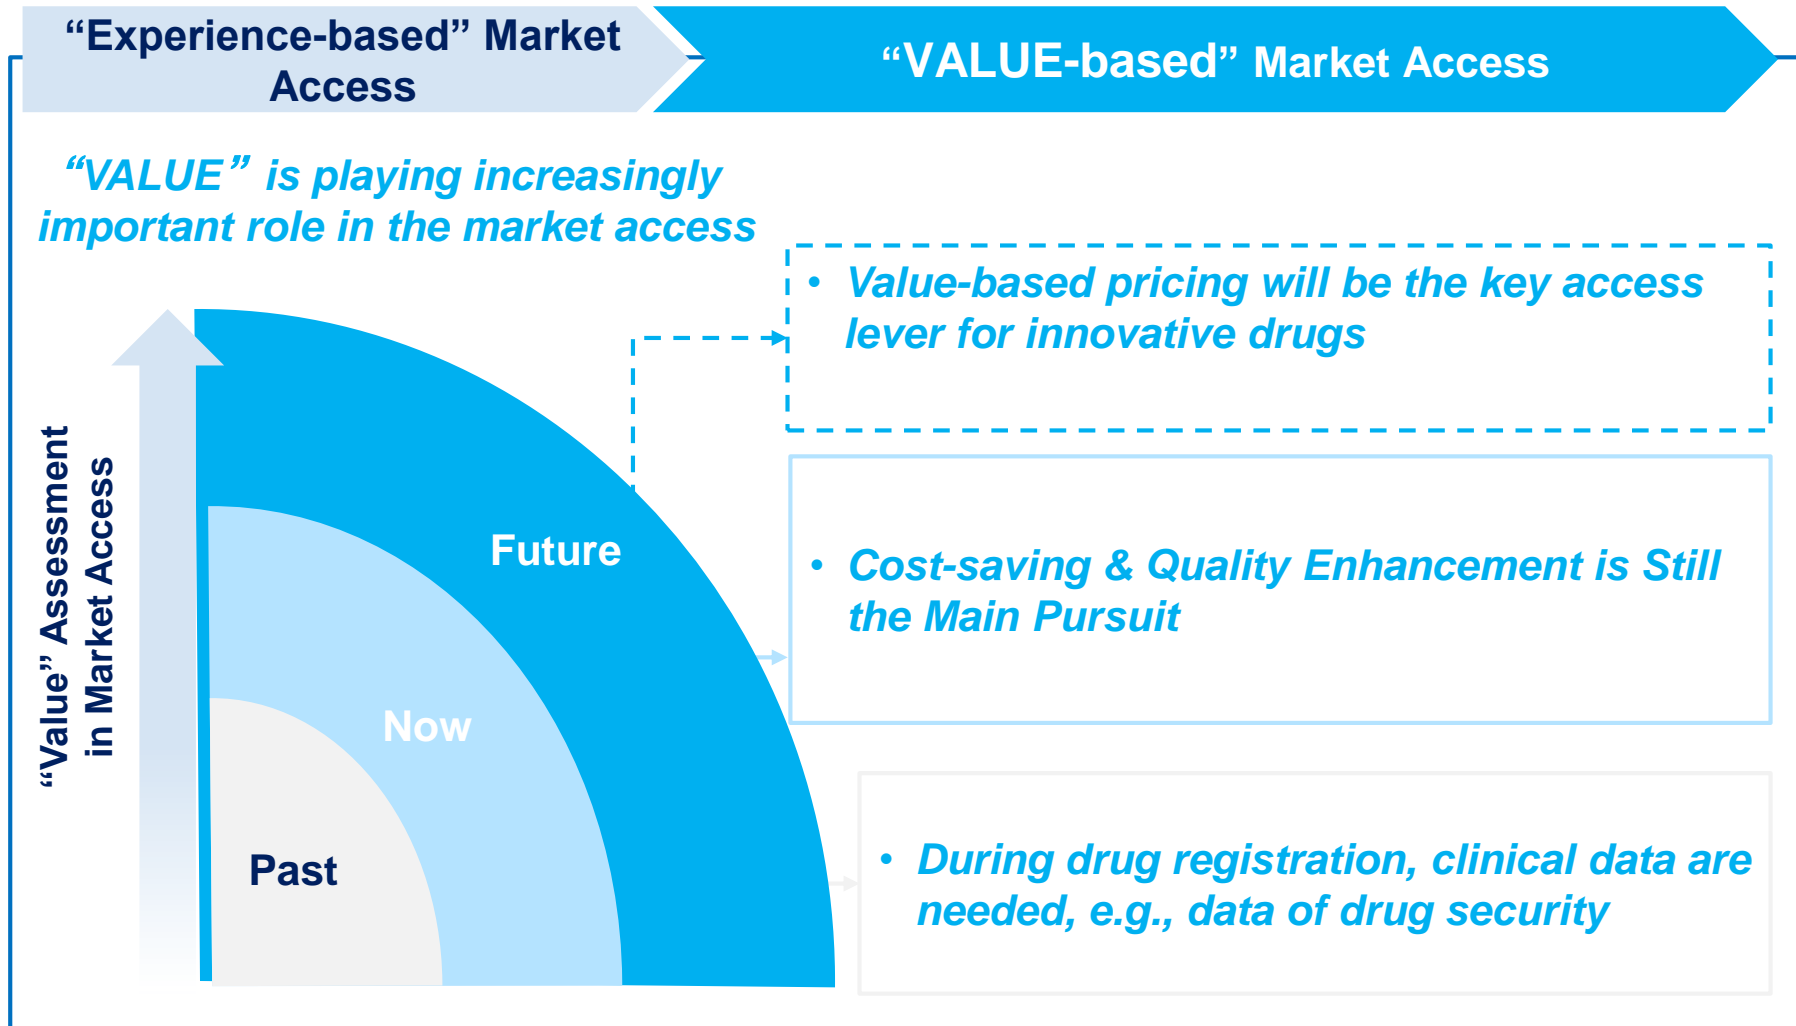 “Experience-based” Market
Access
“VALUE-based” Market Access
“VALUE” is playing increasingly
important role in the market access
• Value-based pricing will be the key access
lever for innovative drugs
“Value” Assessment
in Market Access
Future
• Cost-saving & Quality Enhancement is Still
the Main Pursuit
Now
Past
• During drug registration, clinical data are
needed, e.g., data of drug security